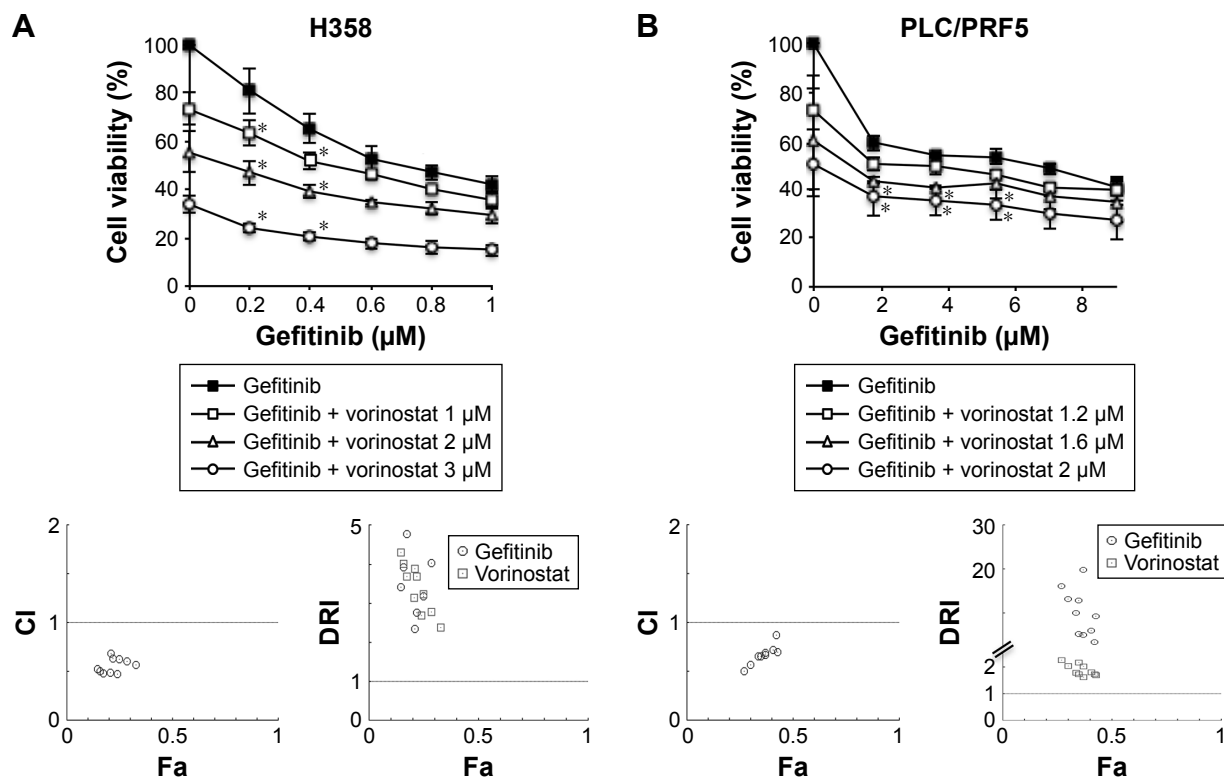 A
H358
Cell viability (%)
100
80
60
40
20
0
*
*
*
*
*
*
0 0.2 0.4 0.6 0.8 1
Gefitinib (µM)
Gefitinib
Gefitinib + vorinostat 1 µM
Gefitinib + vorinostat 2 µM
Gefitinib + vorinostat 3 µM
CI
2
1
0
0 0.5 1
Fa
DRI
5
1
0
0 0.5 1
Fa
Gefitinib
Vorinostat
B
PLC/PRF5
Cell viability (%)
100
80
60
40
20
0
*
*
*
*
*
*
0 2 4 6 8
Gefitinib (µM)
Gefitinib
Gefitinib + vorinostat 1.2 µM
Gefitinib + vorinostat 1.6 µM
Gefitinib + vorinostat 2 µM
CI
2
1
0
0 0.5 1
Fa
DRI
30
20
2
1
0
0 0.5 1
Fa
Gefitinib
Vorinostat